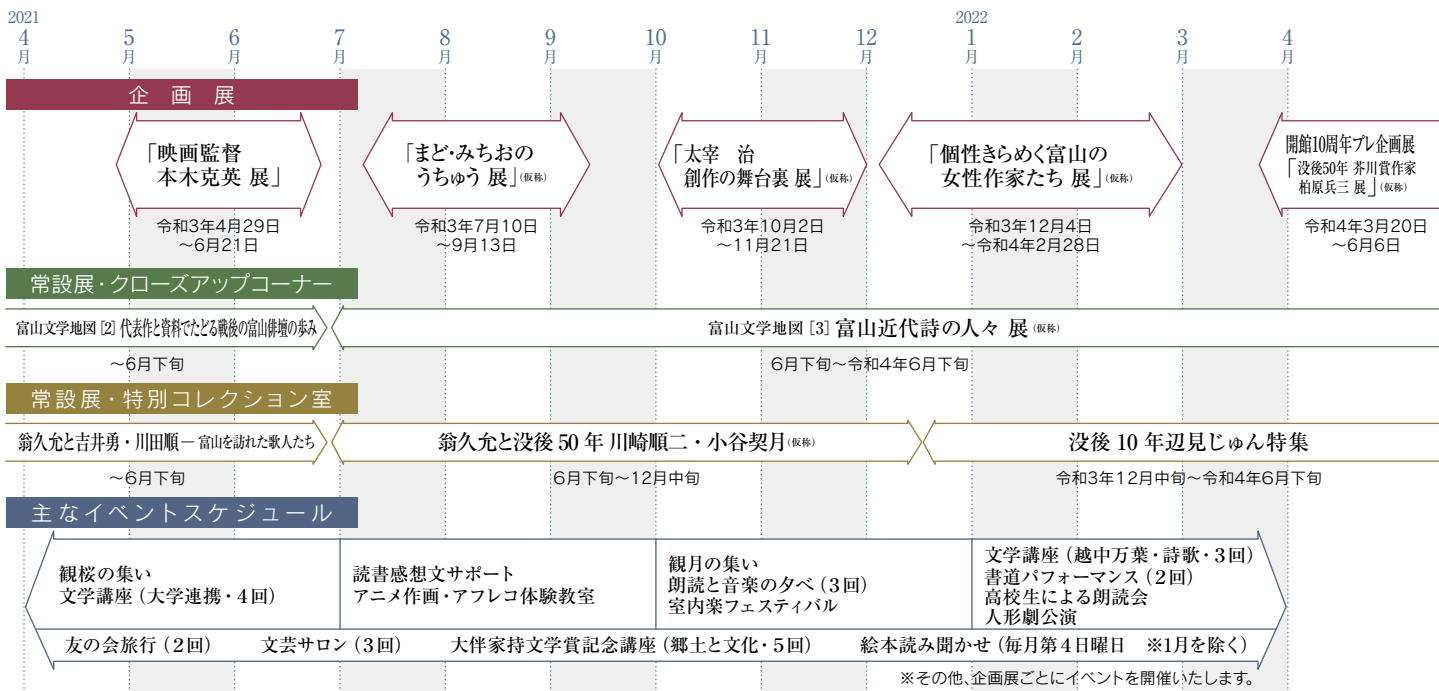 2021
2022
4 5 6 7 8 9 10 11 12 1 2 3 4
月 月 月 月 月 月 月 月 月 月 月 月 月
企画展
「映画監督
本木克英 展」
令和3年4月29日
～6月21日
「まど・みちおの
うちゅう 展」(仮称)
令和3年7月10日
～9月13日
「太宰 治
創作の舞台裏 展」(仮称)
令和3年10月2日
～11月21日
「個性きらめく富山の
女性作家たち 展」(仮称)
令和3年12月4日
～令和4年2月28日
開館10周年プレ企画展
「没後50年 芥川賞作家
柏原兵三 展」(仮称)
令和4年3月20日
～6月6日
常設展・クローズアップコーナー
富山文学地図［2］代表作と資料でたどる戦後の富山俳壇の歩み
～6月下旬
富山文学地図［3］富山近代詩の人々 展(仮称)
6月下旬～令和4年6月下旬
常設展・特別コレクション室
翁久允と吉井勇・川田順―富山を訪れた歌人たち
～6月下旬
翁久允と没後50年 川崎順二・小谷契月(仮称)
6月下旬～12月中旬
没後10年辺見じゅん特集
令和3年12月中旬～令和4年6月下旬
主なイベントスケジュール
観桜の集い
文学講座（大学連携・4回）
読書感想文サポート
アニメ作画・アフレコ体験教室
観月の集い
朗読と音楽の夕べ（3回）
室内楽フェスティバル
文学講座（越中万葉・詩歌・3回）
書道パフォーマンス（2回）
高校生による朗読会
人形劇公演
友の会旅行（2回） 文芸サロン（3回） 大伴家持文学賞記念講座（郷土と文化・5回） 絵本読み聞かせ（毎月第4日曜日 ※1月を除く）
※その他、企画展ごとにイベントを開催いたします。